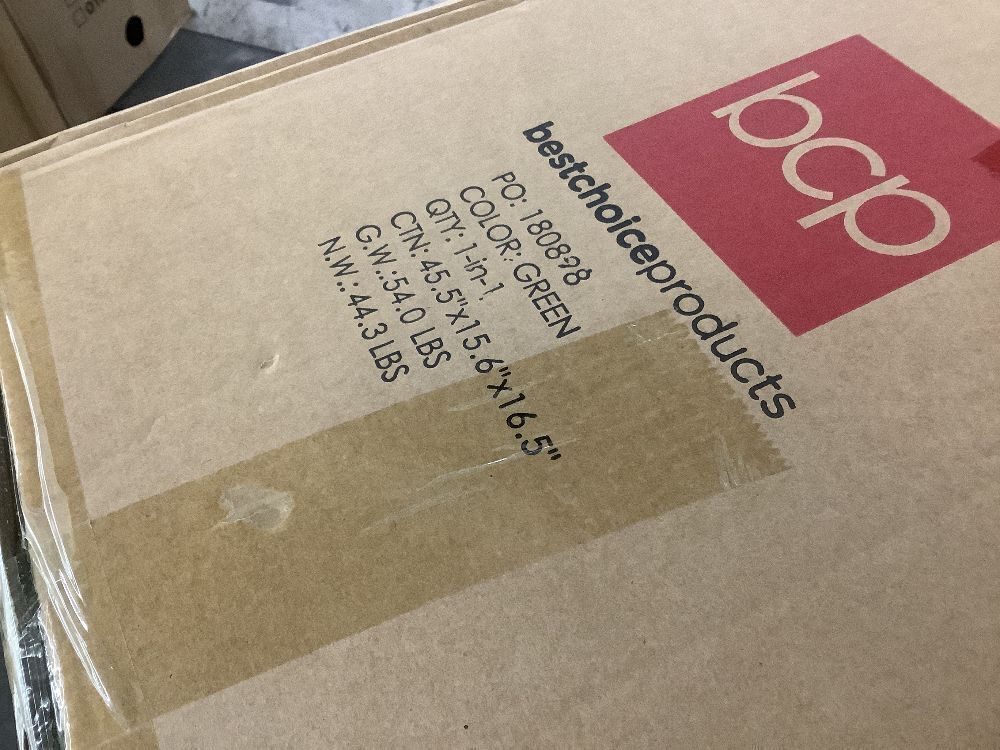 bcp
bestchoiceproducts
PO: 180898
COLOR: GREEN
QTY: 1-in-1
CTN: 45.5"x15.6"x16.5"
G.W.:54.0 LBS
N.W.:44.3 LBS